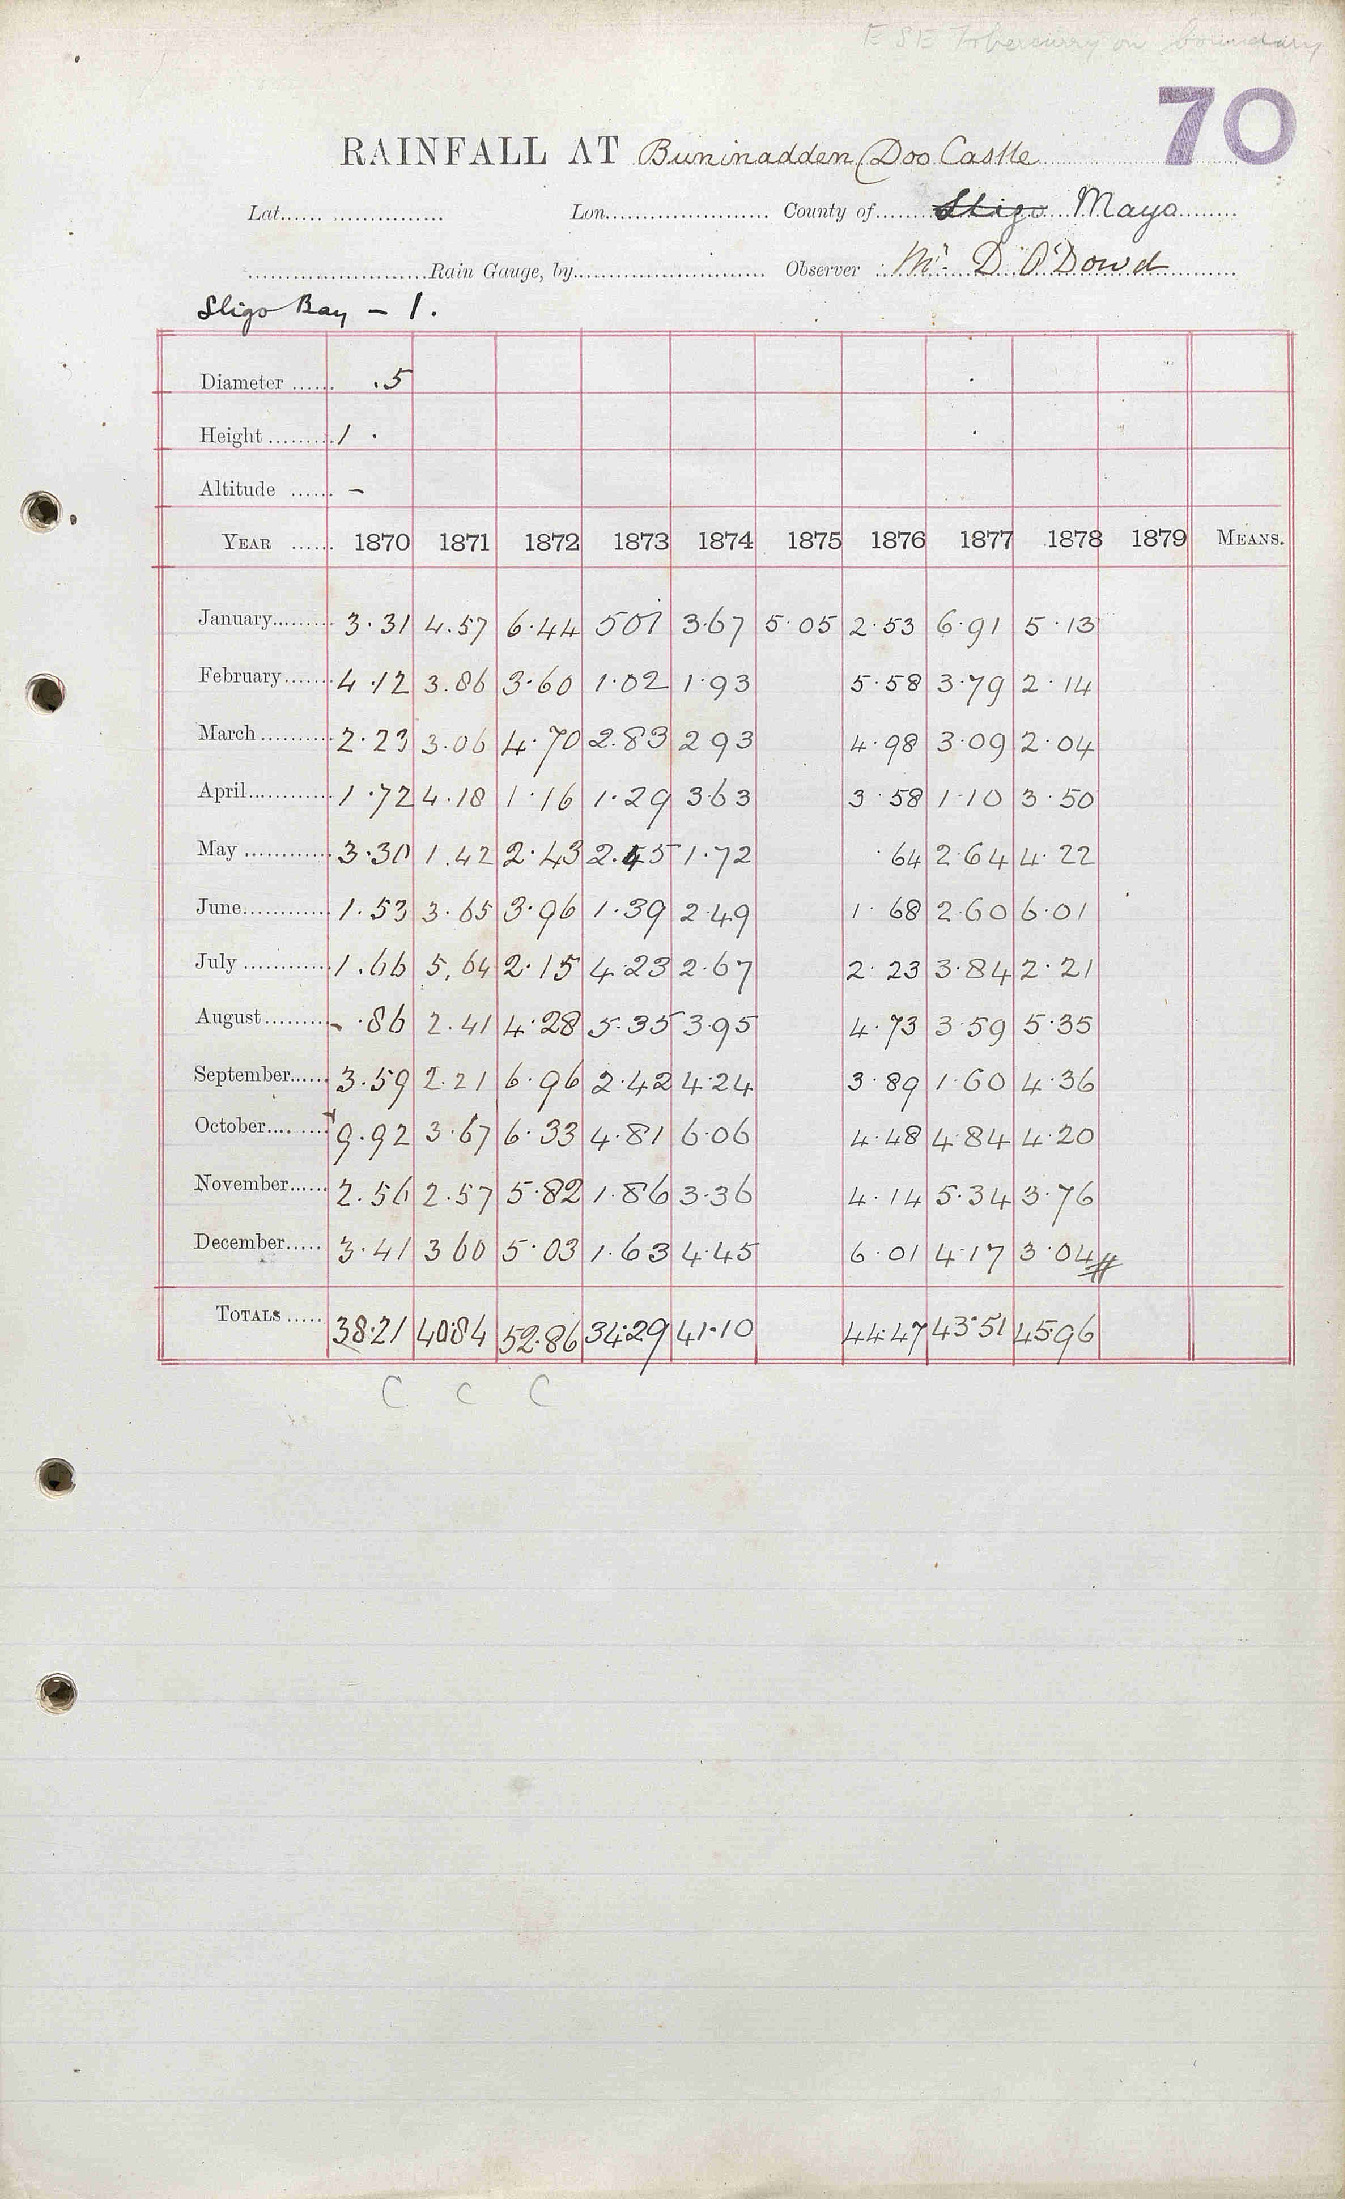 E S E Tobercurry on boundary
70
RAINFALL AT Buninadden (Doo Castle
Lat. Lon. County of Sligo Mayo
Rain Gauge, by Observer Mr. D. O'Dowd
Sligo Bay - 1.
Diameter .5
Height 1 .
Altitude -
YEAR 1870 1871 1872 1873 1874 1875 1876 1877 1878 1879 MEANS.
January 3.31 4.57 6.44 501 3.67 5.05 2.53 6.91 5.13
February 4.12 3.86 3.60 1.02 1.93 5.58 3.79 2.14
March 2.23 3.06 4.70 2.83 2 93 4.98 3.09 2.04
April 1.72 4.18 1.16 1.29 3.63 3.58 1.10 3.50
May 3.30 1.42 2.43 2.45 1.72 .64 2.64 4.22
June 1.53 3.65 3.96 1.39 2.49 1.68 2.60 6.01
July 1.66 5.64 2.15 4.23 2.67 2.23 3.84 2.21
August - .86 2.41 4.28 5.35 3.95 4.73 3.59 5.35
September 3.59 2.21 6.96 2.42 4.24 3.89 1.60 4.36
October 9.92 3.67 6.33 4.81 6.06 4.48 4.84 4.20
November 2.56 2.57 5.82 1.86 3.36 4.14 5.34 3.76
December 3.41 3 60 5.03 1.63 4.45 6.01 4.17 3.04
TOTALS 38.21 40.84 52.86 34.29 41.10 44.47 43.51 4596
C C C